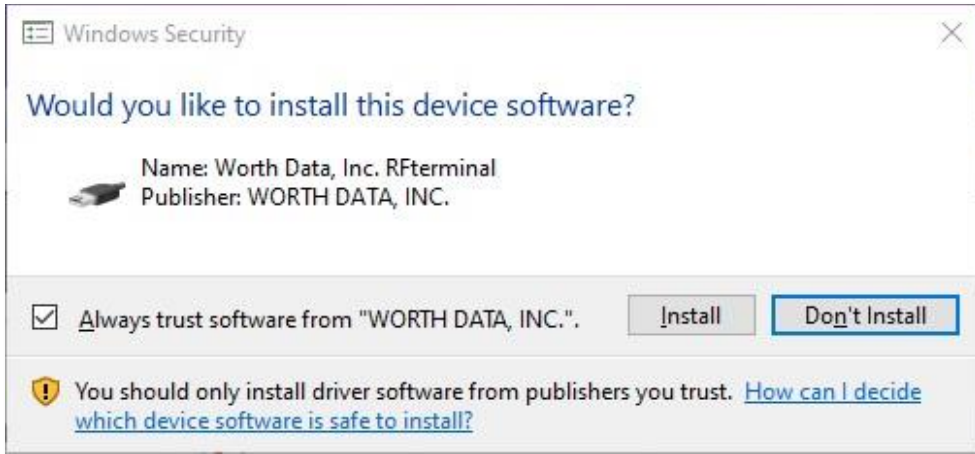 Windows Security
Would you like to install this device software?
Name: Worth Data, Inc. RFterminal
Publisher: WORTH DATA, INC.
Always trust software from "WORTH DATA, INC.".
Install
Don't Install
You should only install driver software from publishers you trust. How can I decide
which device software is safe to install?